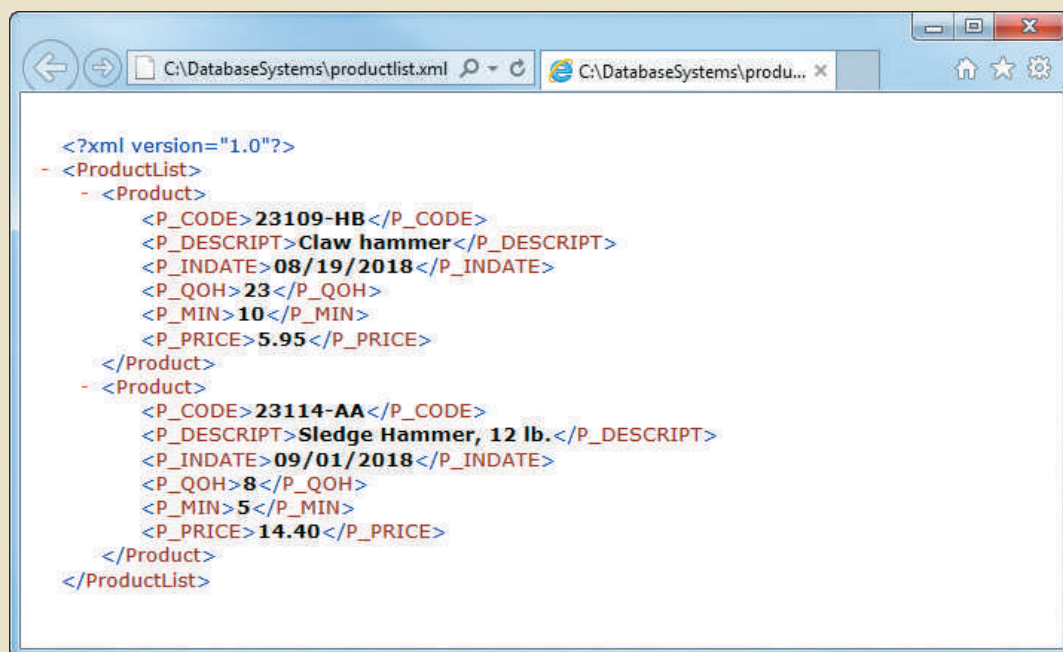 C:\DatabaseSystems\productlist.xml
C:\DatabaseSystems\produ...
<?xml version="1.0"?>
- <ProductList>
- <Product>
<P_CODE>23109-HB</P_CODE>
<P_DESCRIPT>Claw hammer</P_DESCRIPT>
<P_INDATE>08/19/2018</P_INDATE>
<P_QOH>23</P_QOH>
<P_MIN>10</P_MIN>
<P_PRICE>5.95</P_PRICE>
</Product>
- <Product>
<P_CODE>23114-AA</P_CODE>
<P_DESCRIPT>Sledge Hammer, 12 lb.</P_DESCRIPT>
<P_INDATE>09/01/2018</P_INDATE>
<P_QOH>8</P_QOH>
<P_MIN>5</P_MIN>
<P_PRICE>14.40</P_PRICE>
</Product>
</ProductList>